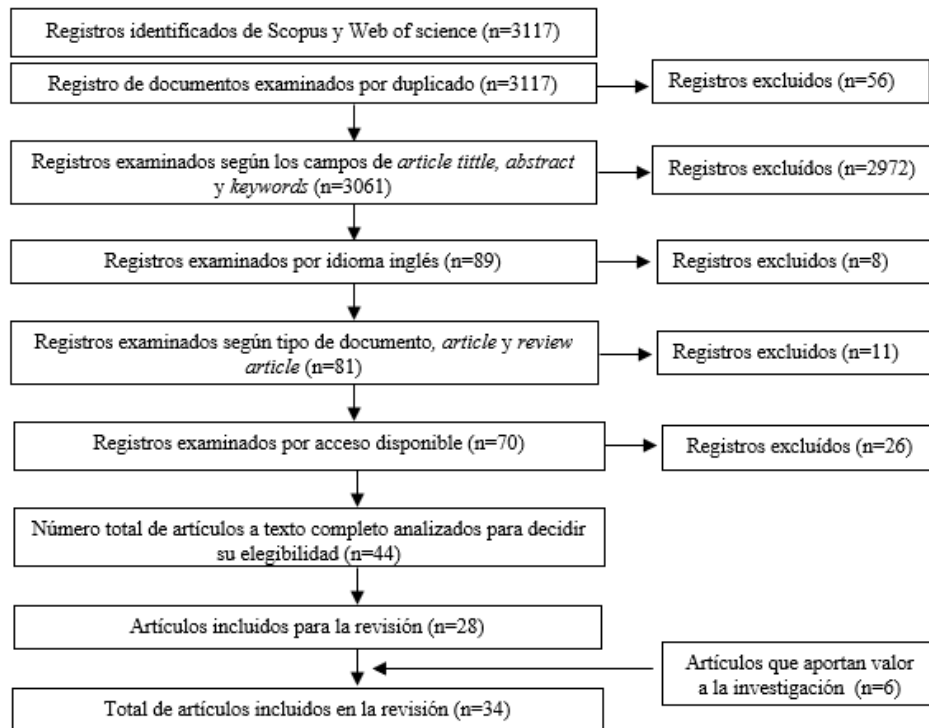 Registros identificados de Scopus y Web of science (n=3117)
Registro de documentos examinados por duplicado (n=3117)
Registros excluidos (n=56)
Registros examinados según los campos de article tittle, abstract
y keywords (n=3061)
Registros excluídos (n=2972)
Registros examinados por idioma inglés (n=89)
Registros excluidos (n=8)
Registros examinados según tipo de documento, article y review
article (n=81)
Registros excluidos (n=11)
Registros examinados por acceso disponible (n=70)
Registros excluídos (n=26)
Número total de artículos a texto completo analizados para decidir
su elegibilidad (n=44)
Artículos incluidos para la revisión (n=28)
Artículos que aportan valor
a la investigación (n=6)
Total de artículos incluidos en la revisión (n=34)